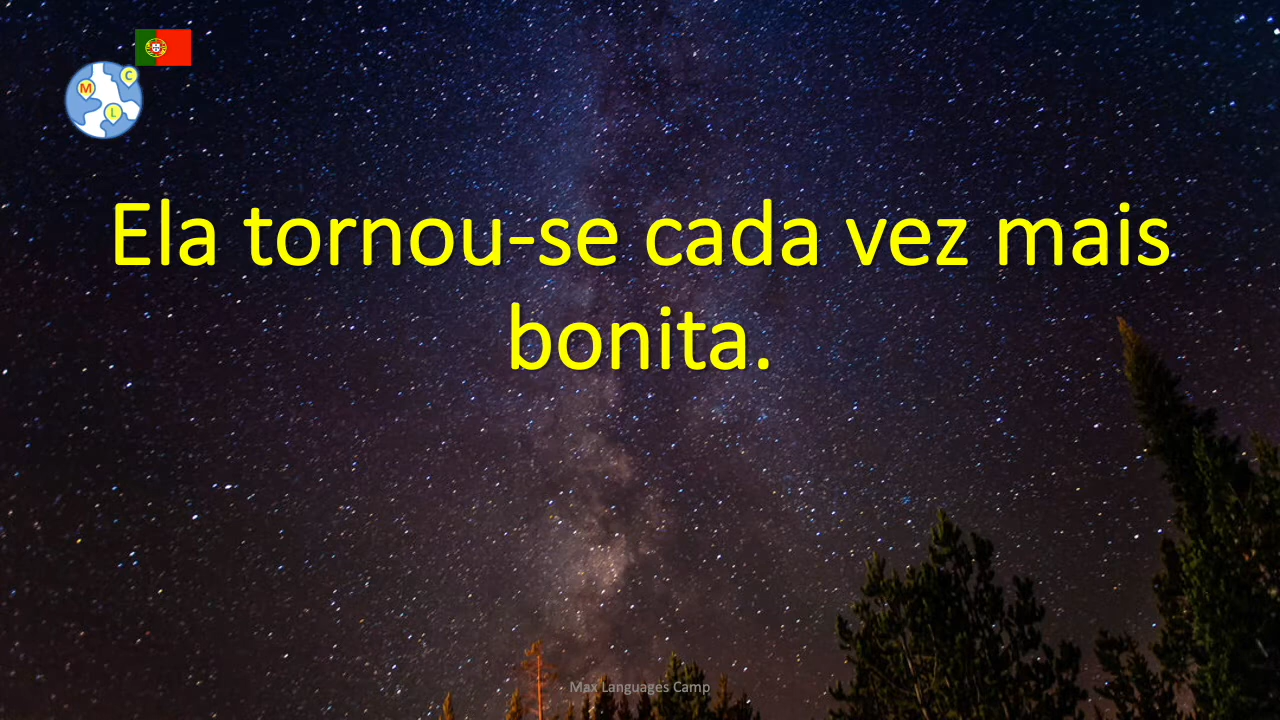 C
M
L
Ela tornou-se cada vez mais
bonita.
Max Languages Camp